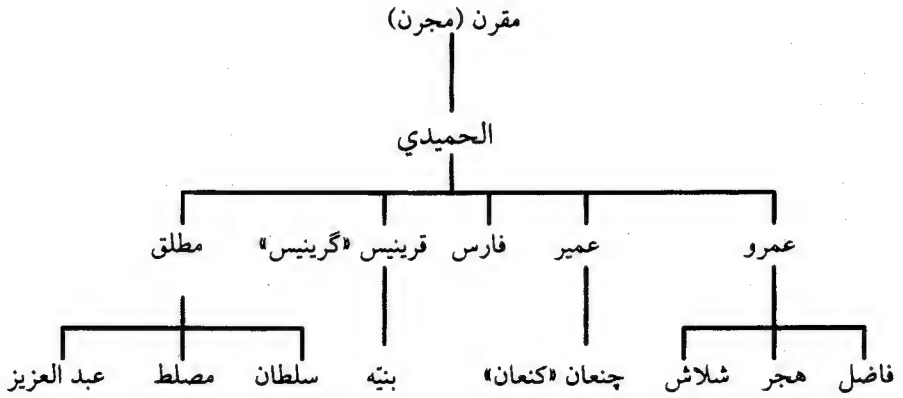 مقرن (مجرن)
الحميدي
عمرو عمير فارس قرينيس «گرينيس» مطلق
فاضل هجر شلاش چنعان «كنعان» بنيّه سلطان مصلط عبد العزيز